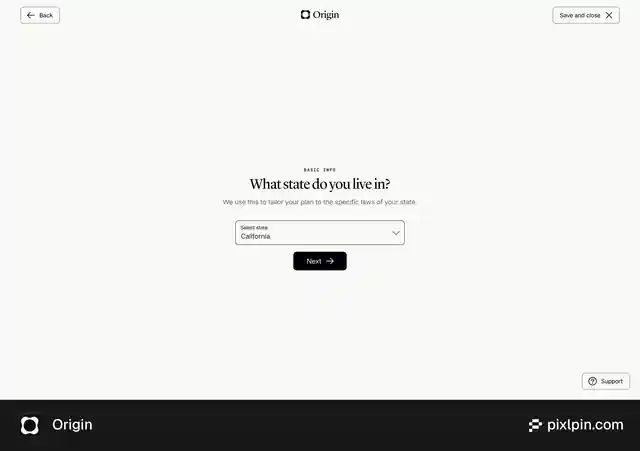 Back
Origin
Save and close
BASIC INFO
What state do you live in?
We use this to tailor your plan to the specific laws of your state.
Select state
California
Next
Support
Origin
pixlpin.com